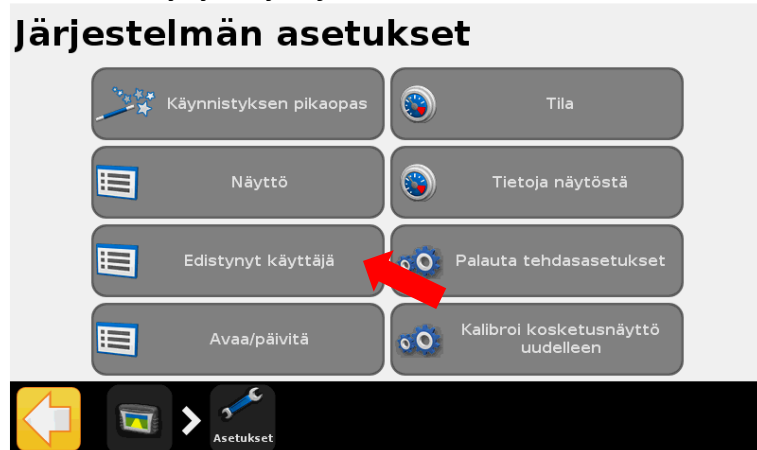 Järjestelmän asetukset
Käynnistyksen pikaopas
Tila
Näyttö
Tietoja näytöstä
Edistynyt käyttäjä
Palauta tehdasasetukset
Avaa/päivitä
Kalibroi kosketusnäyttö
uudelleen
Asetukset